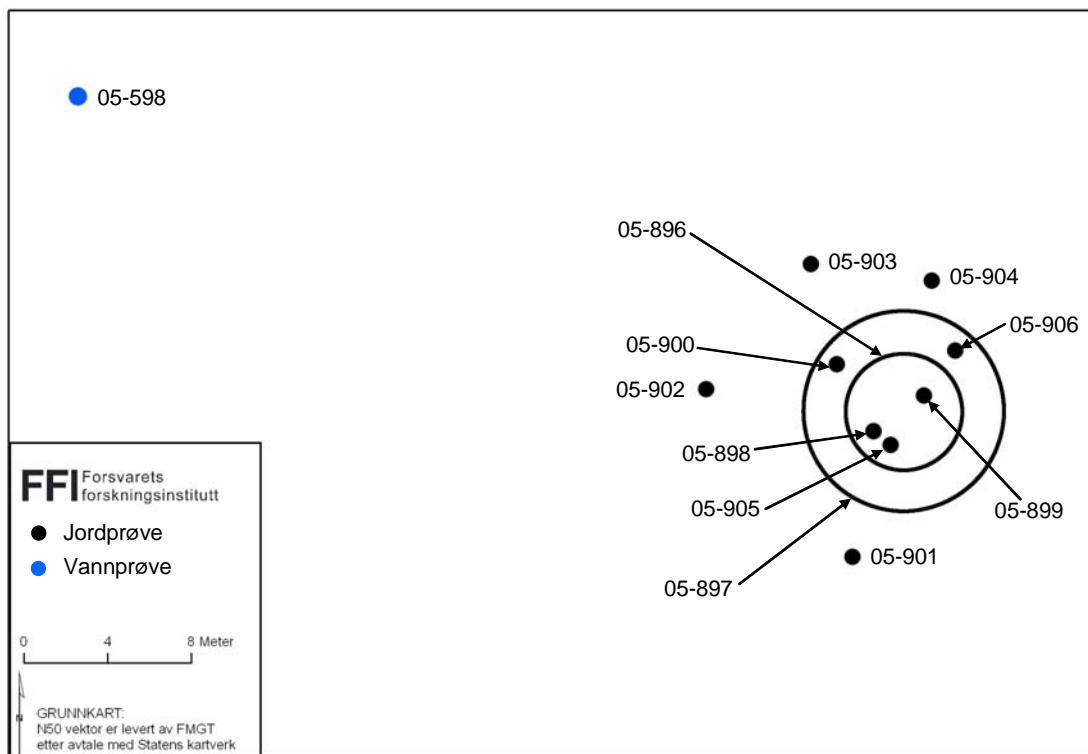 05-598
05-896
05-903
05-904
05-906
05-900
05-902
05-898
05-905
05-899
05-901
05-897
FFI Forsvarets
forskningsinstitutt
Jordprøve
Vannprøve
0 4 8 Meter
N
GRUNNKART:
N50 vektor er levert av FMGT
etter avtale med Statens kartverk